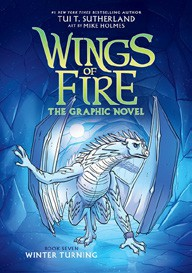 #1 NEW YORK TIMES BESTSELLING AUTHOR
TUI T. SUTHERLAND
ART BY MIKE HOLMES
WINGS
OF
FIRE
THE GRAPHIC NOVEL
BOOK SEVEN
WINTER TURNING